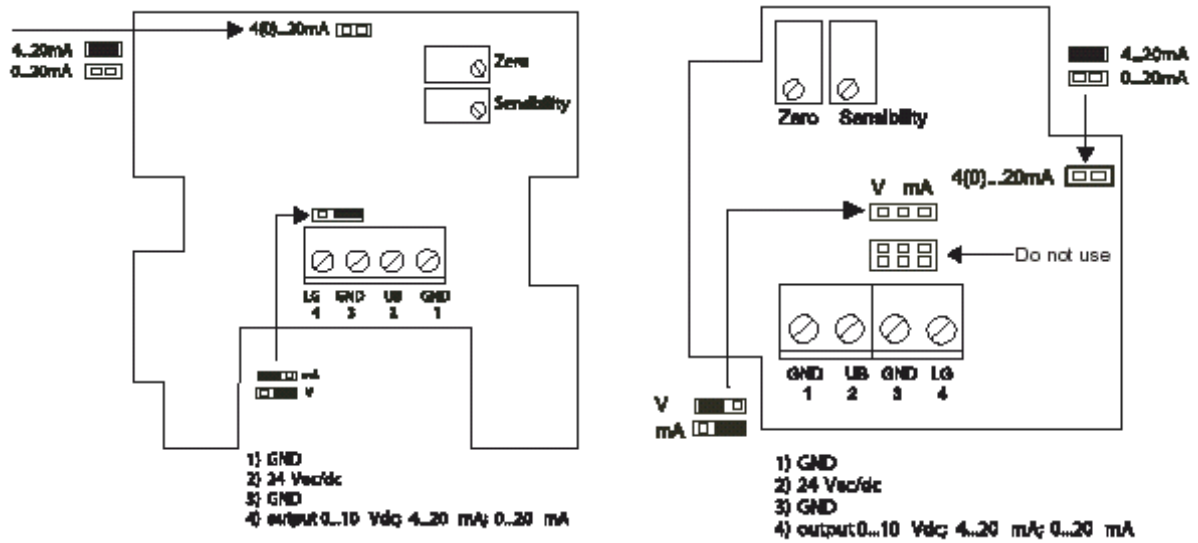 4(0)...20mA
4...20mA
0...20mA
Zero
Sensibility
LG GND UB GND
4 3 2 1
mA
V
1) GND
2) 24 Vac/dc
3) GND
4) output 0...10 Vdc; 4...20 mA; 0...20 mA
4...20mA
0...20mA
Zero Sensibility
4(0)...20mA
V mA
Do not use
GND UB GND LG
1 2 3 4
V
mA
1) GND
2) 24 Vac/dc
3) GND
4) output 0...10 Vdc; 4...20 mA; 0...20 mA